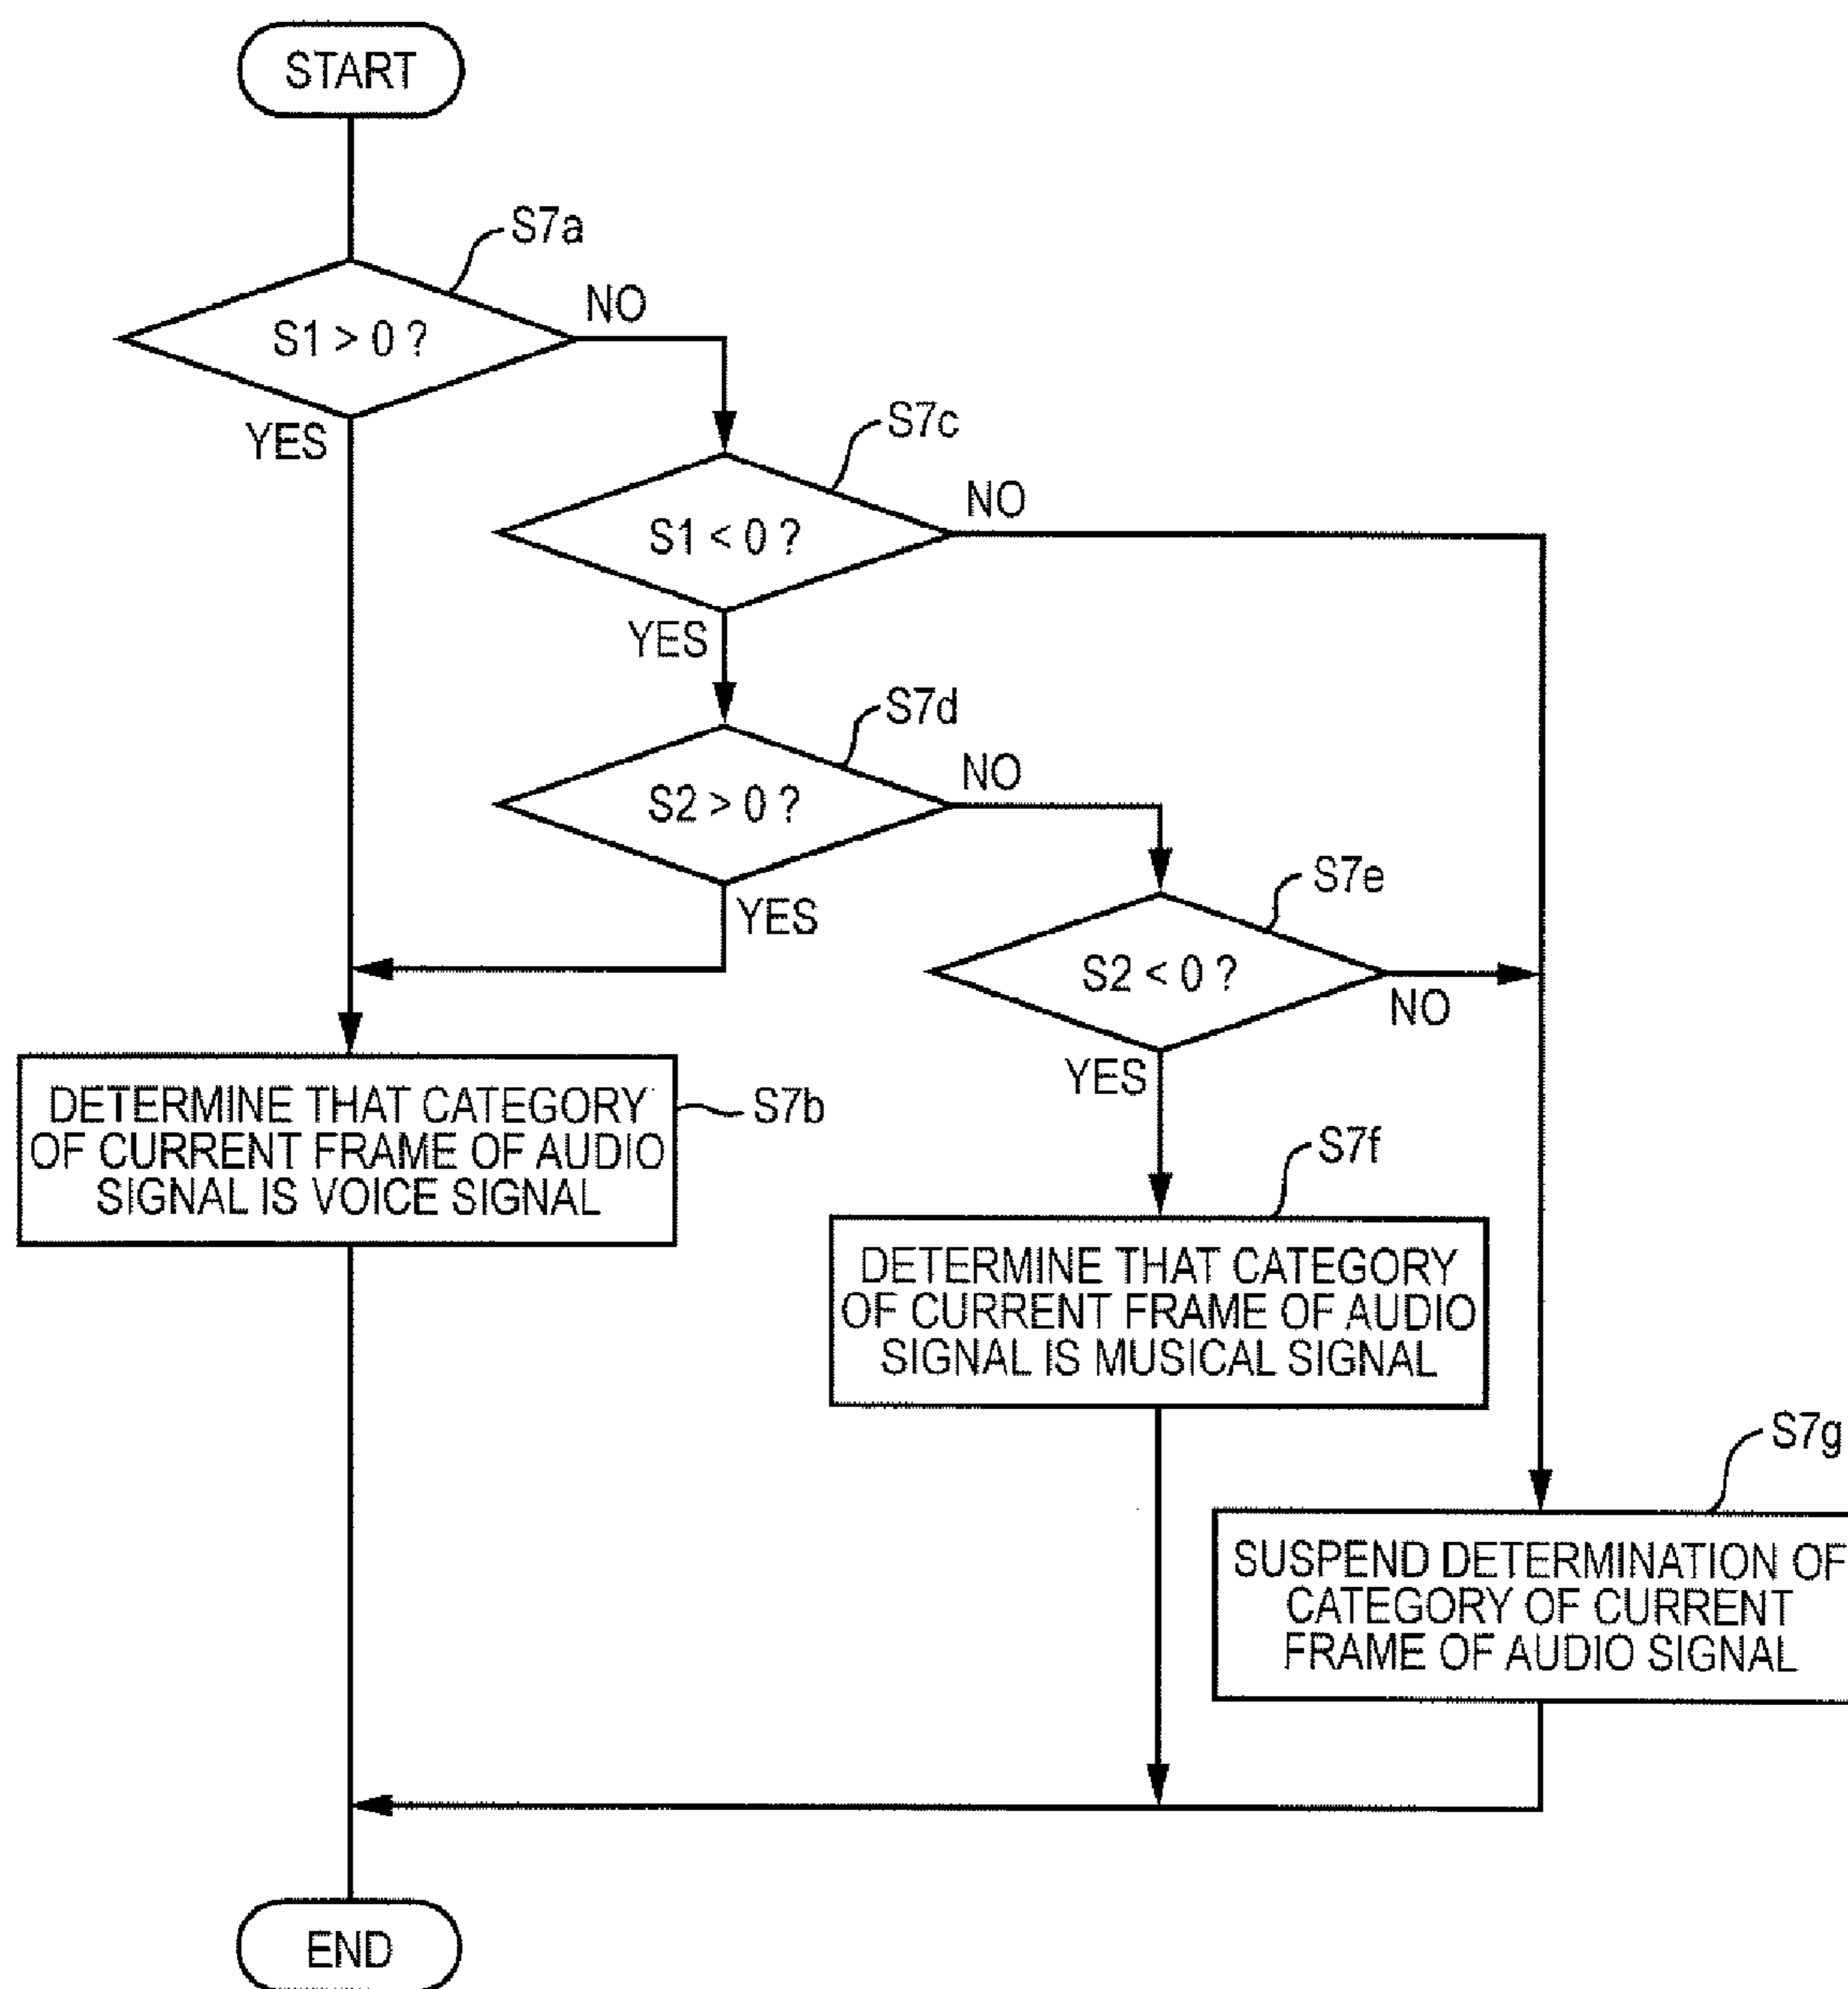 START
S7a
S1 > 0 ?
NO
YES
S7c
S1 < 0 ?
NO
YES
S7d
S2 > 0 ?
NO
YES
S7e
S2 < 0 ?
NO
YES
DETERMINE THAT CATEGORY
OF CURRENT FRAME OF AUDIO
SIGNAL IS VOICE SIGNAL
S7b
S7f
DETERMINE THAT CATEGORY
OF CURRENT FRAME OF AUDIO
SIGNAL IS MUSICAL SIGNAL
S7g
SUSPEND DETERMINATION OF
CATEGORY OF CURRENT
FRAME OF AUDIO SIGNAL
END